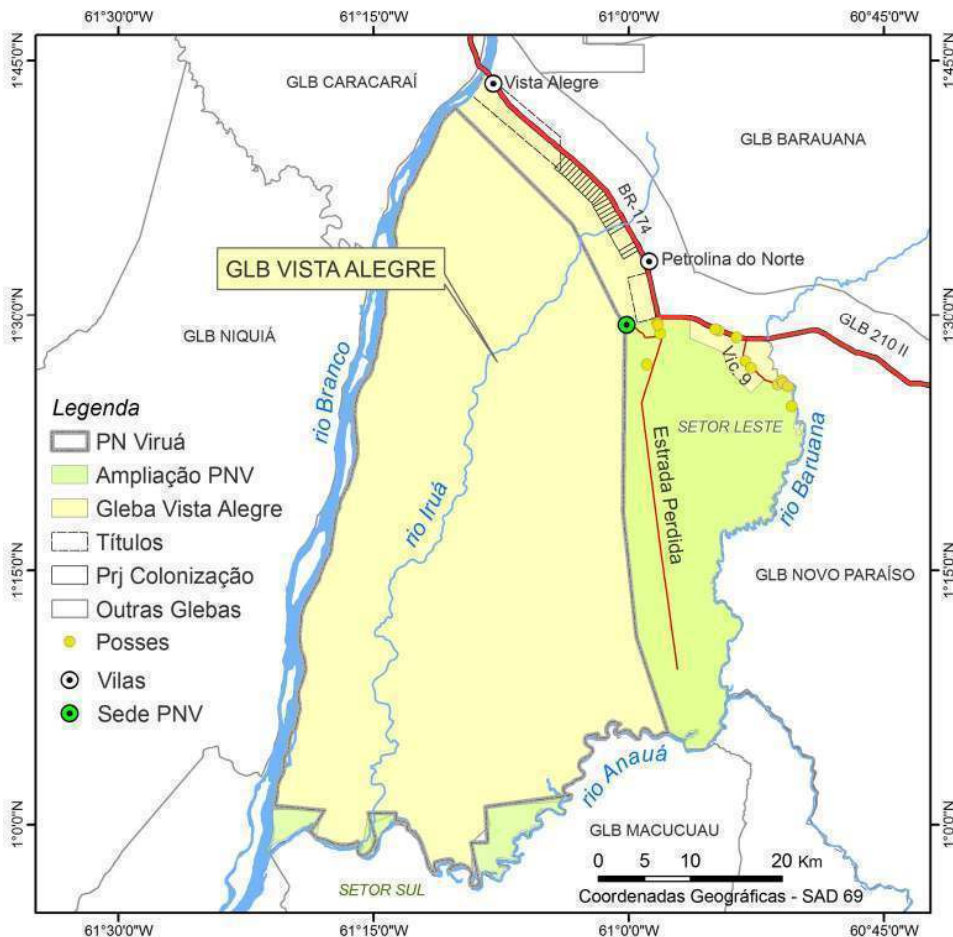 61°30'0"W 61°15'0"W 61°0'0"W 60°45'0"W
1°45'0"N
1°45'0"N
GLB CARACARAÍ
Vista Alegre
GLB BARAUANA
BR-174
GLB VISTA ALEGRE
Petrolina do Norte
1°30'0"N
1°30'0"N
GLB NIQUIÁ
GLB 210 II
Vic. 9
rio Branco
SETOR LESTE
Estrada Perdida
rio Baruana
rio Iruá
Legenda
PN Viruá
Ampliação PNV
Gleba Vista Alegre
Títulos
Prj Colonização
Outras Glebas
Posses
Vilas
Sede PNV
1°15'0"N
1°15'0"N
GLB NOVO PARAÍSO
rio Anauá
1°0'0"N
1°0'0"N
GLB MACUCUAU
SETOR SUL
0 5 10 20 Km
Coordenadas Geográficas - SAD 69
61°30'0"W 61°15'0"W 61°0'0"W 60°45'0"W